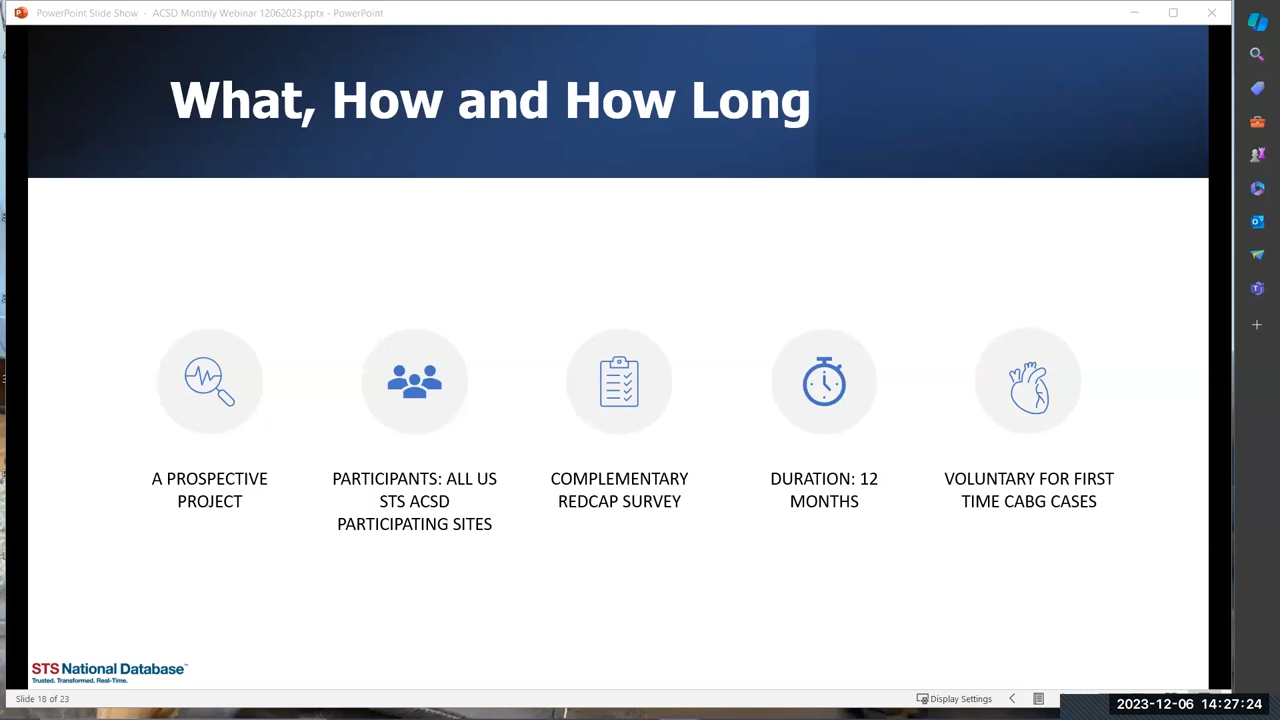 PowerPoint Slide Show - ACSD Monthly Webinar 12062023.pptx - PowerPoint
What, How and How Long
A PROSPECTIVE
PROJECT
PARTICIPANTS: ALL US
STS ACSD
PARTICIPATING SITES
COMPLEMENTARY
REDCAP SURVEY
DURATION: 12
MONTHS
VOLUNTARY FOR FIRST
TIME CABG CASES
STS National Database™
Trusted. Transformed. Real-Time.
Slide 18 of 23
Display Settings
2023-12-06 14:27:24